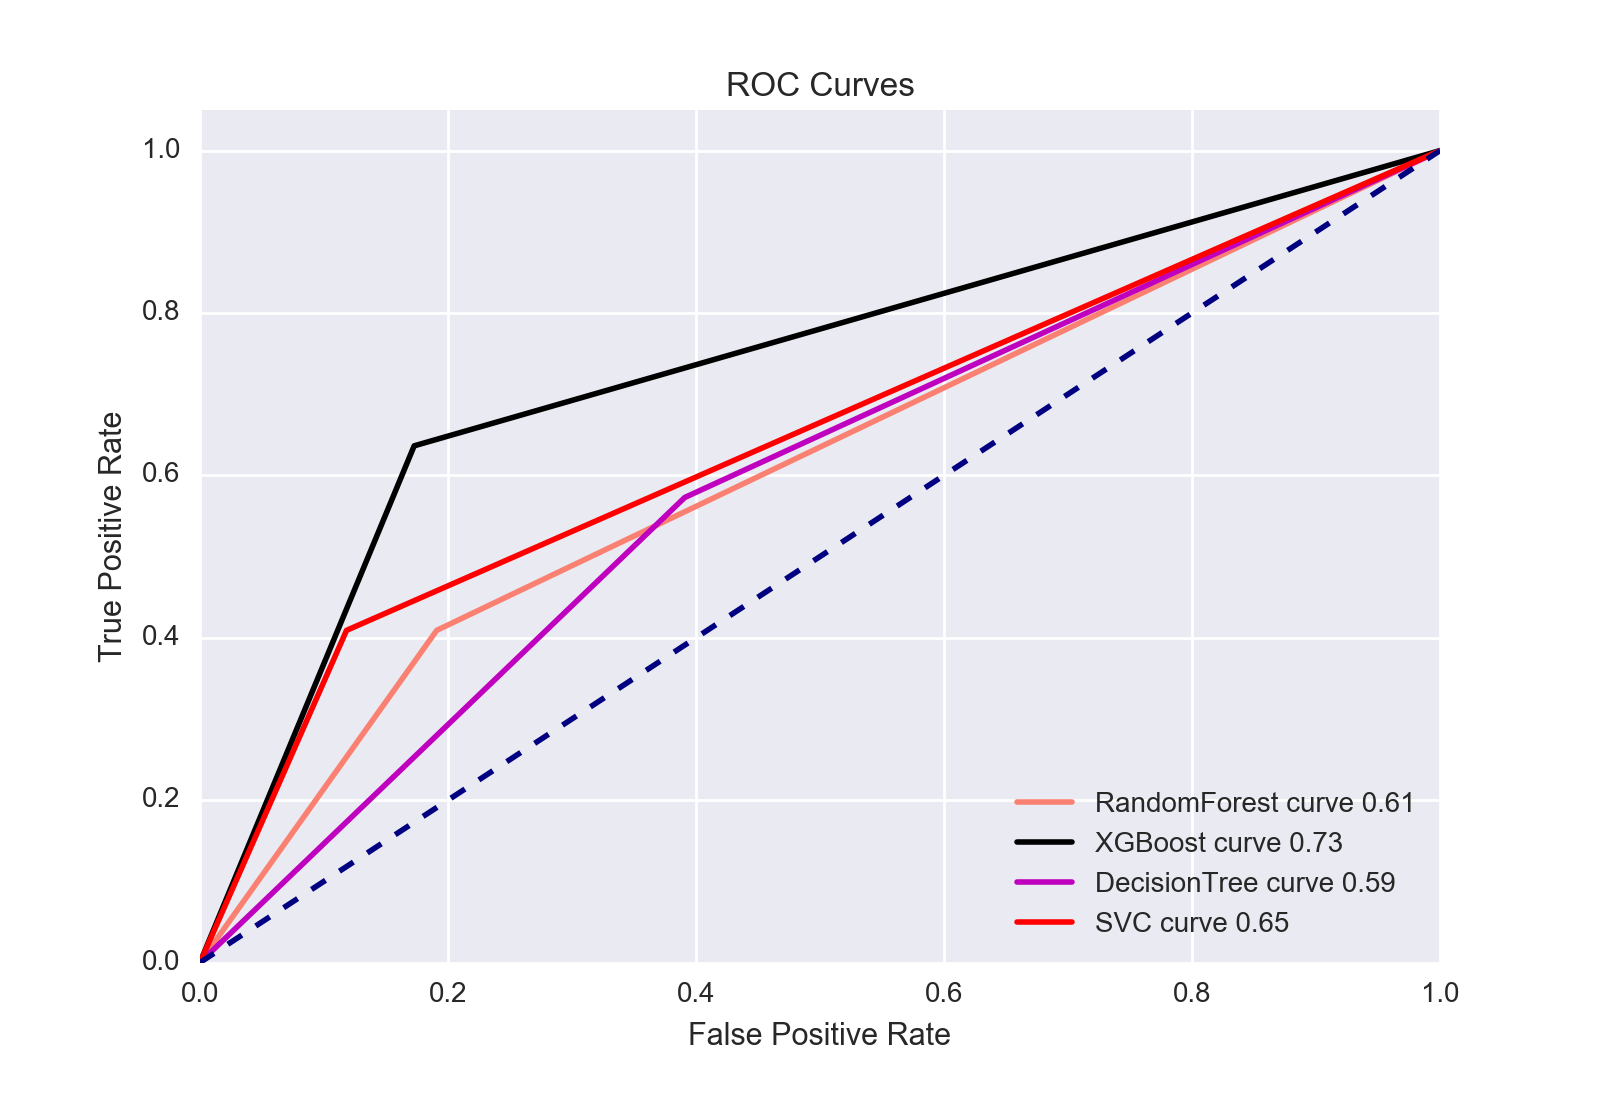 ROC Curves
True Positive Rate
1.0
0.8
0.6
0.4
0.2
0.0
0.0 0.2 0.4 0.6 0.8 1.0
False Positive Rate
RandomForest curve 0.61
XGBoost curve 0.73
DecisionTree curve 0.59
SVC curve 0.65